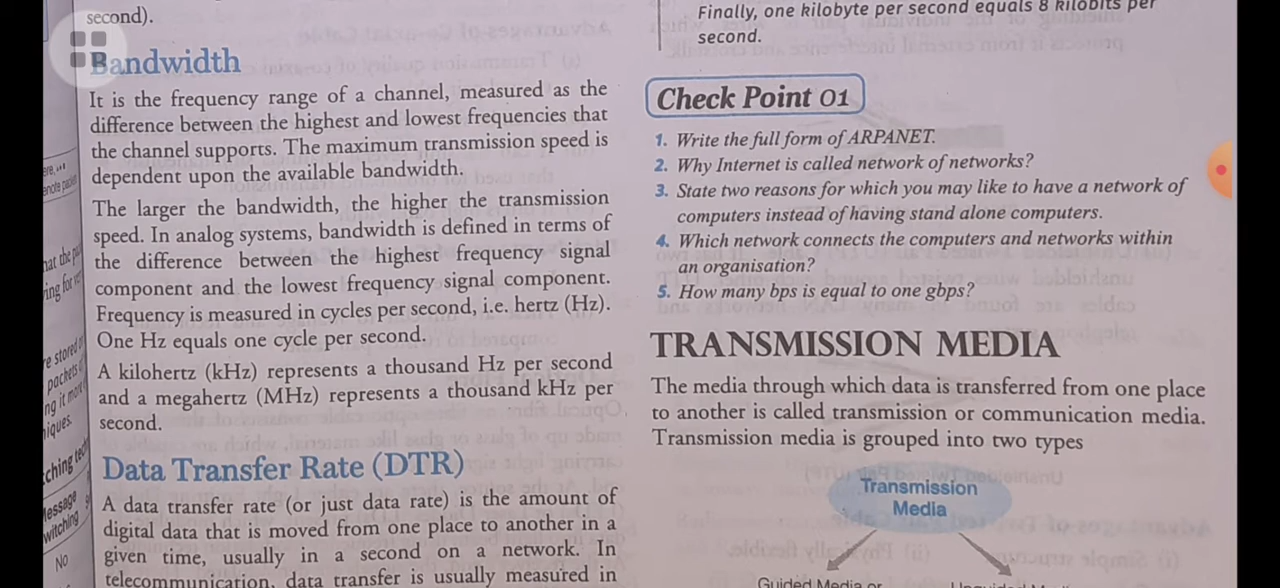 second).
Bandwidth
It is the frequency range of a channel, measured as the
difference between the highest and lowest frequencies that
the channel supports. The maximum transmission speed is
dependent upon the available bandwidth.
The larger the bandwidth, the higher the transmission
speed. In analog systems, bandwidth is defined in terms of
the difference between the highest frequency signal
component and the lowest frequency signal component.
Frequency is measured in cycles per second, i.e. hertz (Hz).
One Hz equals one cycle per second.
A kilohertz (kHz) represents a thousand Hz per second
and a megahertz (MHz) represents a thousand kHz per
second.
Data Transfer Rate (DTR)
A data transfer rate (or just data rate) is the amount of
digital data that is moved from one place to another in a
given time, usually in a second on a network. In
telecommunication, data transfer is usually measured in
Finally, one kilobyte per second equals 8 kilobits per
second.
Check Point 01
1. Write the full form of ARPANET.
2. Why Internet is called network of networks?
3. State two reasons for which you may like to have a network of
computers instead of having stand alone computers.
4. Which network connects the computers and networks within
an organisation?
5. How many bps is equal to one gbps?
TRANSMISSION MEDIA
The media through which data is transferred from one place
to another is called transmission or communication media.
Transmission media is grouped into two types
Transmission
Media
Guided Media or